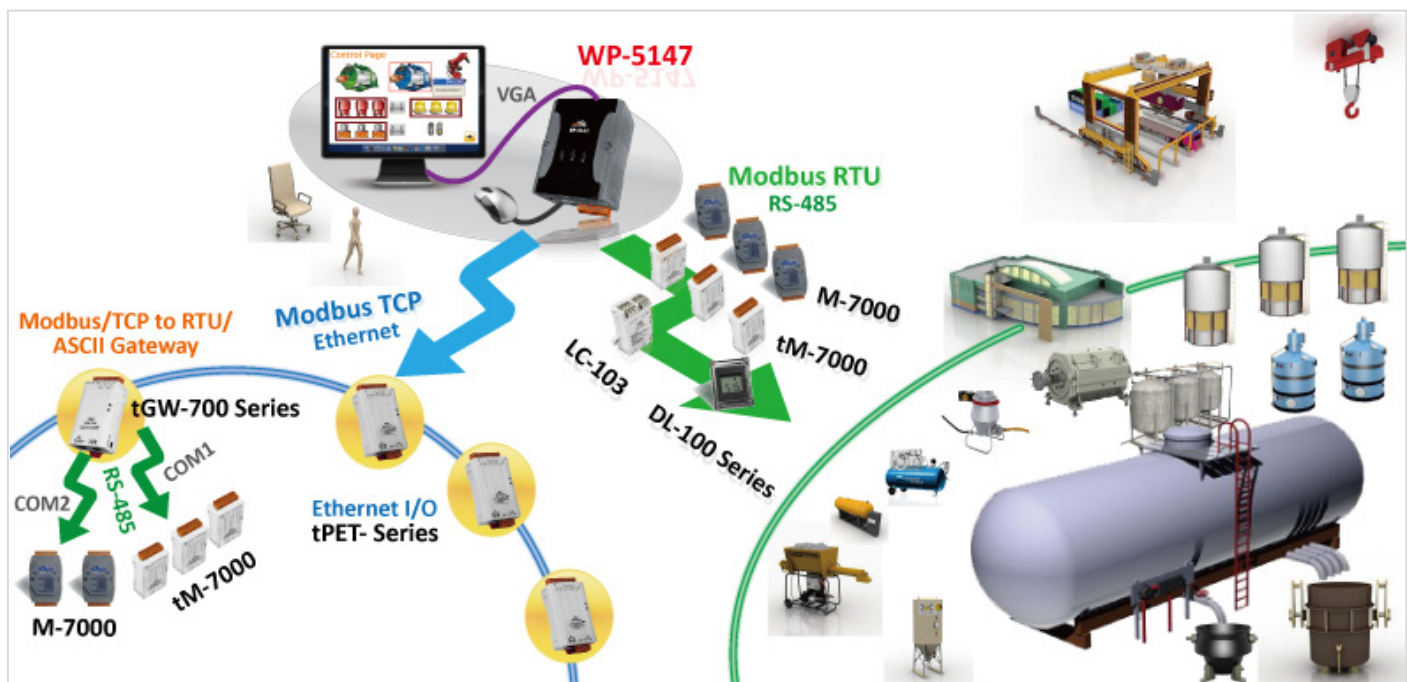 Control Page
WP-5147
VGA
Modbus RTU
RS-485
M-7000
tM-7000
LC-103
DL-100 Series
Modbus TCP
Ethernet
Modbus/TCP to RTU/
ASCII Gateway
tGW-700 Series
COM1
COM2
RS-485
tM-7000
M-7000
Ethernet I/O
tPET- Series